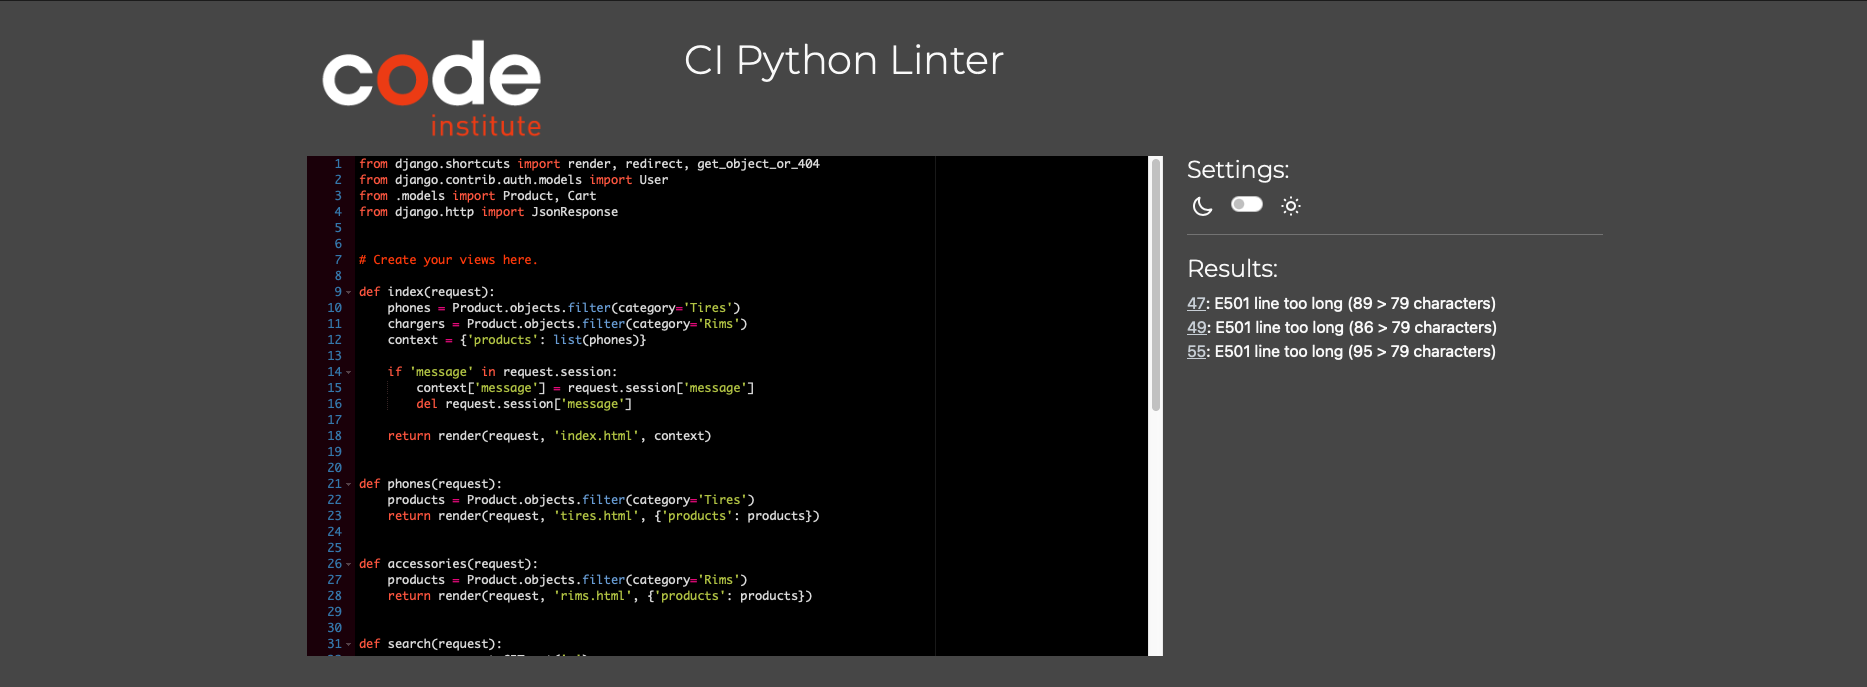 code
institute
CI Python Linter
1 from django.shortcuts import render, redirect, get_object_or_404
2 from django.contrib.auth.models import User
3 from .models import Product, Cart
4 from django.http import JsonResponse
5
6
7 # Create your views here.
8
9 def index(request):
10 phones = Product.objects.filter(category='Tires')
11 chargers = Product.objects.filter(category='Rims')
12 context = {'products': list(phones)}
13
14 if 'message' in request.session:
15 context['message'] = request.session['message']
16 del request.session['message']
17
18 return render(request, 'index.html', context)
19
20
21 def phones(request):
22 products = Product.objects.filter(category='Tires')
23 return render(request, 'tires.html', {'products': products})
24
25
26 def accessories(request):
27 products = Product.objects.filter(category='Rims')
28 return render(request, 'rims.html', {'products': products})
29
30
31 def search(request):
Settings:
Results:
47: E501 line too long (89 > 79 characters)
49: E501 line too long (86 > 79 characters)
55: E501 line too long (95 > 79 characters)